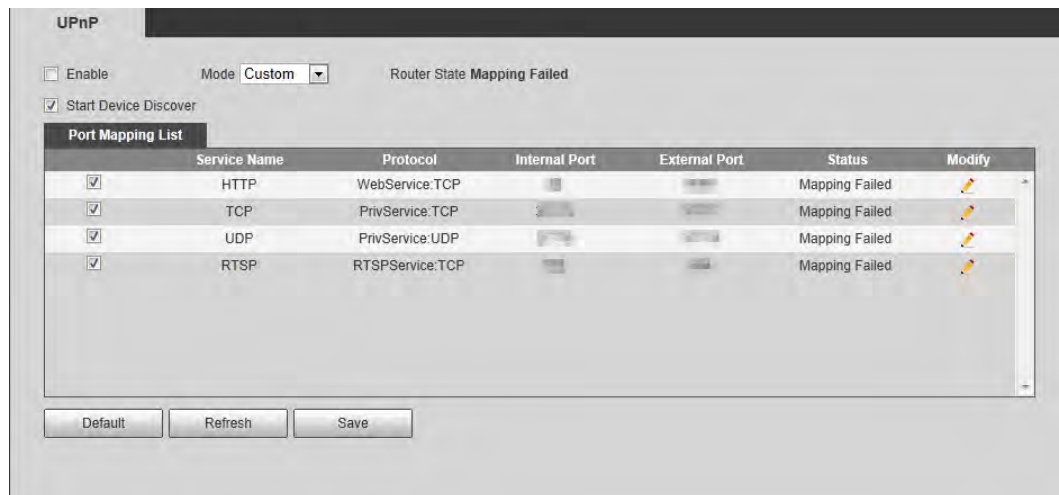 UPnP
Enable Mode Custom Router State Mapping Failed
Start Device Discover
Port Mapping List
Service Name Protocol Internal Port External Port Status Modify
HTTP WebService:TCP Mapping Failed
TCP PrivService:TCP Mapping Failed
UDP PrivService:UDP Mapping Failed
RTSP RTSPService:TCP Mapping Failed
Default Refresh Save